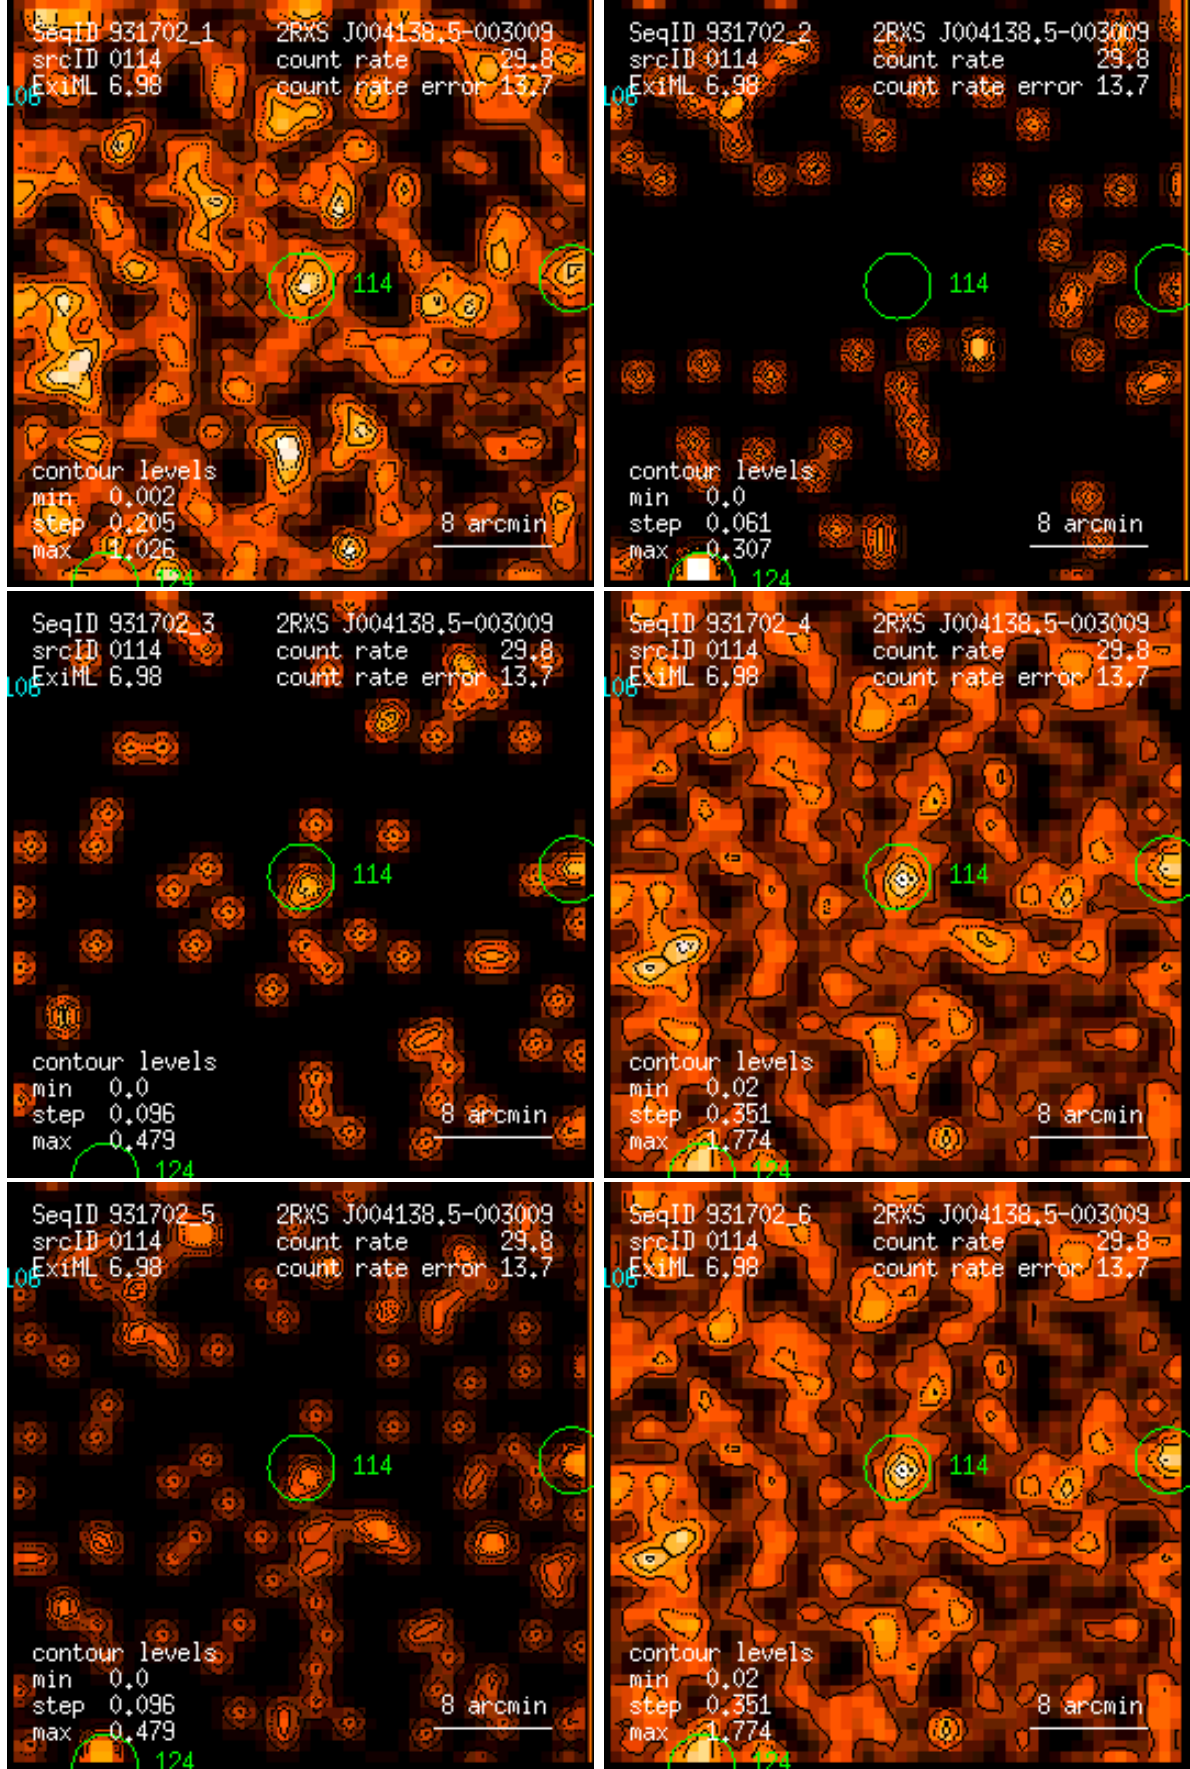 SeqID 931702_1 2RXS J004138.5-003009
srcID 0114 count rate 29.8
ExiML 6.98 count rate error 13.7
106
114
contour levels
min 0.002
step 0.205
max 1.026
8 arcmin
124
SeqID 931702_2 2RXS J004138.5-003009
srcID 0114 count rate 29.8
ExiML 6.98 count rate error 13.7
106
114
contour levels
min 0.0
step 0.061
max 0.307
8 arcmin
124
SeqID 931702_3 2RXS J004138.5-003009
srcID 0114 count rate 29.8
ExiML 6.98 count rate error 13.7
106
114
contour levels
min 0.0
step 0.096
max 0.479
8 arcmin
124
SeqID 931702_4 2RXS J004138.5-003009
srcID 0114 count rate 29.8
ExiML 6.98 count rate error 13.7
106
114
contour levels
min 0.02
step 0.351
max 1.774
8 arcmin
124
SeqID 931702_5 2RXS J004138.5-003009
srcID 0114 count rate 29.8
ExiML 6.98 count rate error 13.7
106
114
contour levels
min 0.0
step 0.096
max 0.479
8 arcmin
124
SeqID 931702_6 2RXS J004138.5-003009
srcID 0114 count rate 29.8
ExiML 6.98 count rate error 13.7
106
114
contour levels
min 0.02
step 0.351
max 1.774
8 arcmin
124